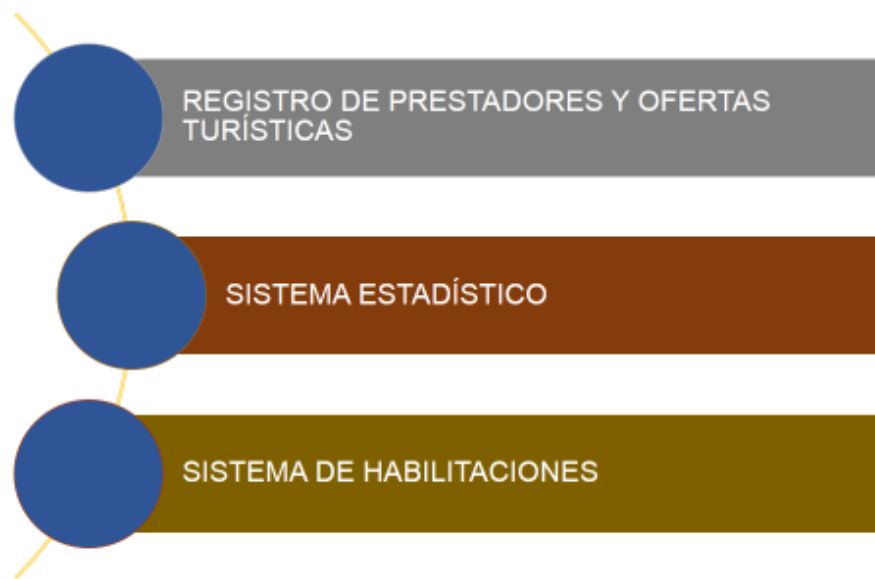 REGISTRO DE PRESTADORES Y OFERTAS
TURÍSTICAS
SISTEMA ESTADÍSTICO
SISTEMA DE HABILITACIONES